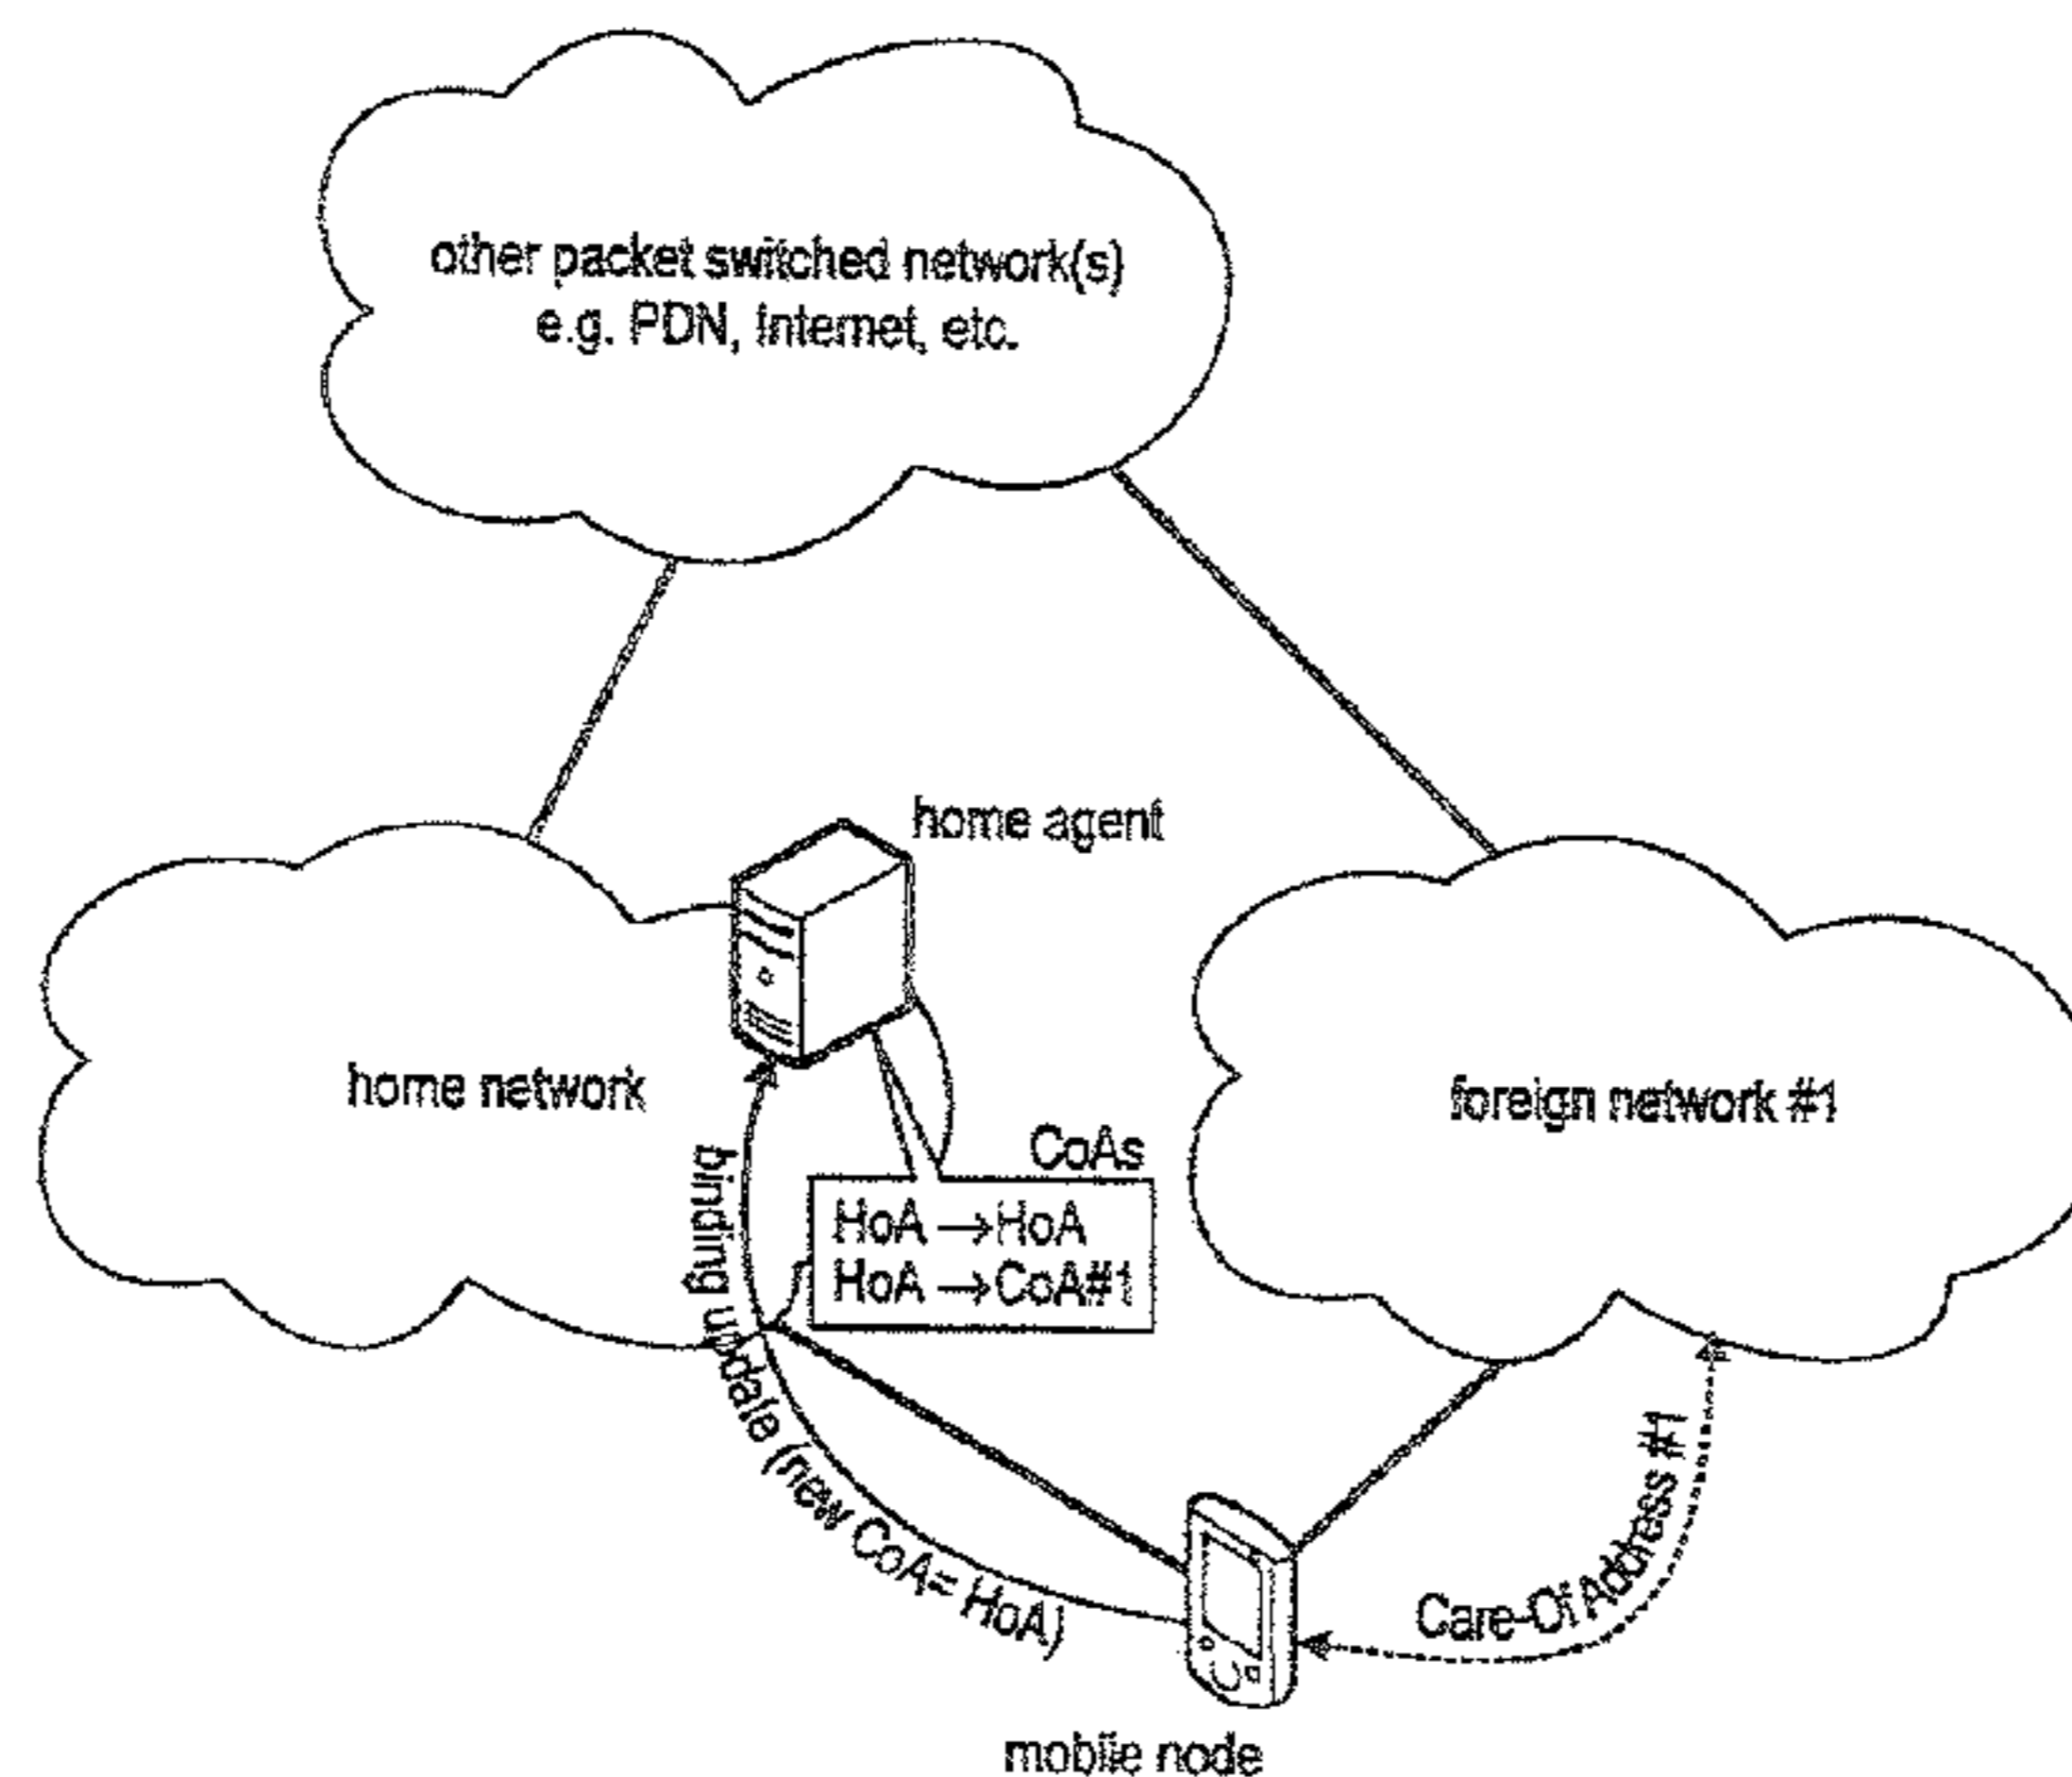 other packet switched network(s)
e.g. PDN, Internet, etc.
home agent
home network
foreign network #1
CoAs
HoA →HoA
HoA →CoA#1
binding update (new CoA= HoA)
Care-Of Address #1
mobile node